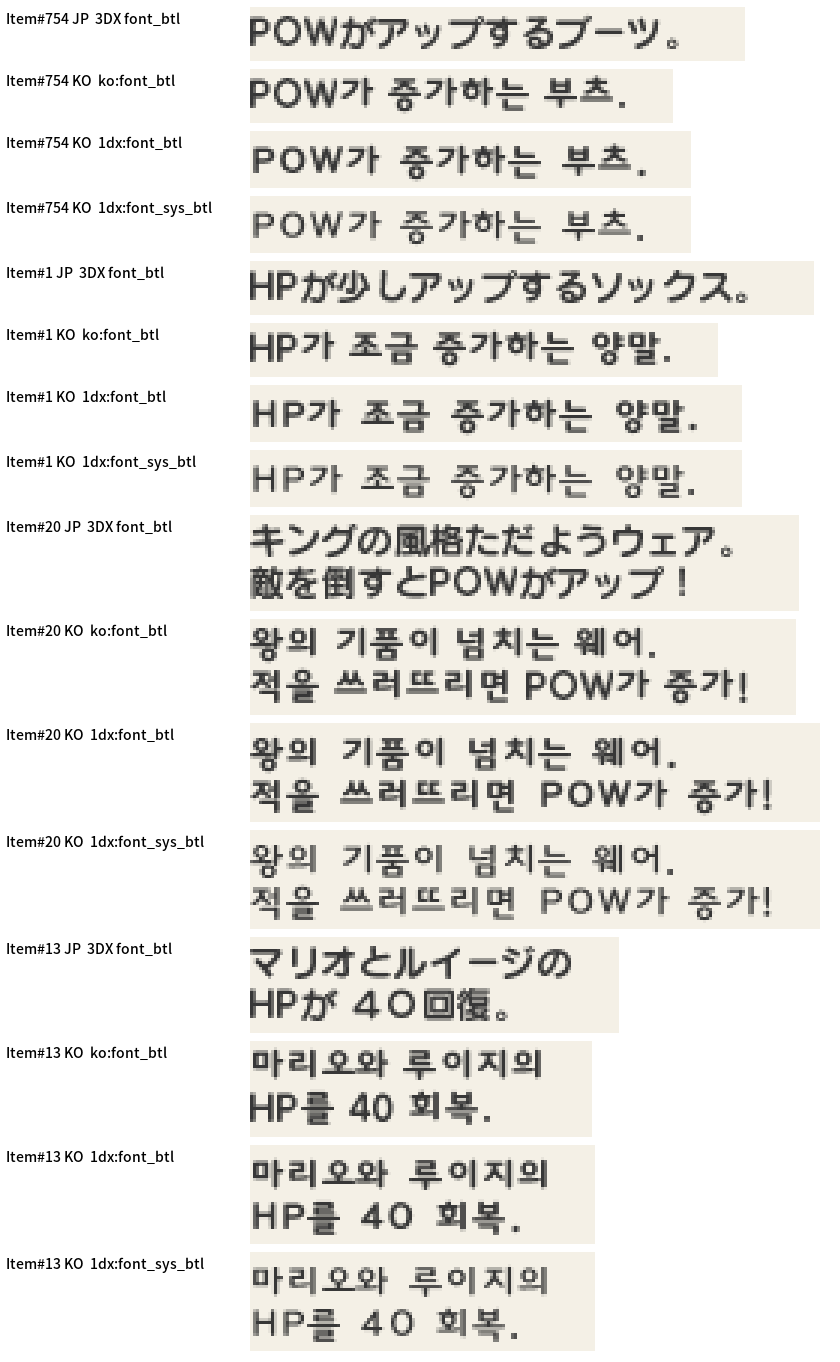 Item#754 JP  3DX font_btl
POWがアップするブーツ。
Item#754 KO  ko:font_btl
POW가 증가하는 부츠.
Item#754 KO  1dx:font_btl
POW가 증가하는 부츠.
Item#754 KO  1dx:font_sys_btl
POW가 증가하는 부츠.
Item#1 JP  3DX font_btl
HPが少しアップするソックス。
Item#1 KO  ko:font_btl
HP가 조금 증가하는 양말.
Item#1 KO  1dx:font_btl
HP가 조금 증가하는 양말.
Item#1 KO  1dx:font_sys_btl
HP가 조금 증가하는 양말.
Item#20 JP  3DX font_btl
キングの風格ただようウェア。
敵を倒すとPOWがアップ！
Item#20 KO  ko:font_btl
왕의 기품이 넘치는 웨어.
적을 쓰러뜨리면 POW가 증가!
Item#20 KO  1dx:font_btl
왕의 기품이 넘치는 웨어.
적을 쓰러뜨리면 POW가 증가!
Item#20 KO  1dx:font_sys_btl
왕의 기품이 넘치는 웨어.
적을 쓰러뜨리면 POW가 증가!
Item#13 JP  3DX font_btl
マリオとルイージの
HPが ４０回復。
Item#13 KO  ko:font_btl
마리오와 루이지의
HP를 40 회복.
Item#13 KO  1dx:font_btl
마리오와 루이지의
HP를 40 회복.
Item#13 KO  1dx:font_sys_btl
마리오와 루이지의
HP를 40 회복.